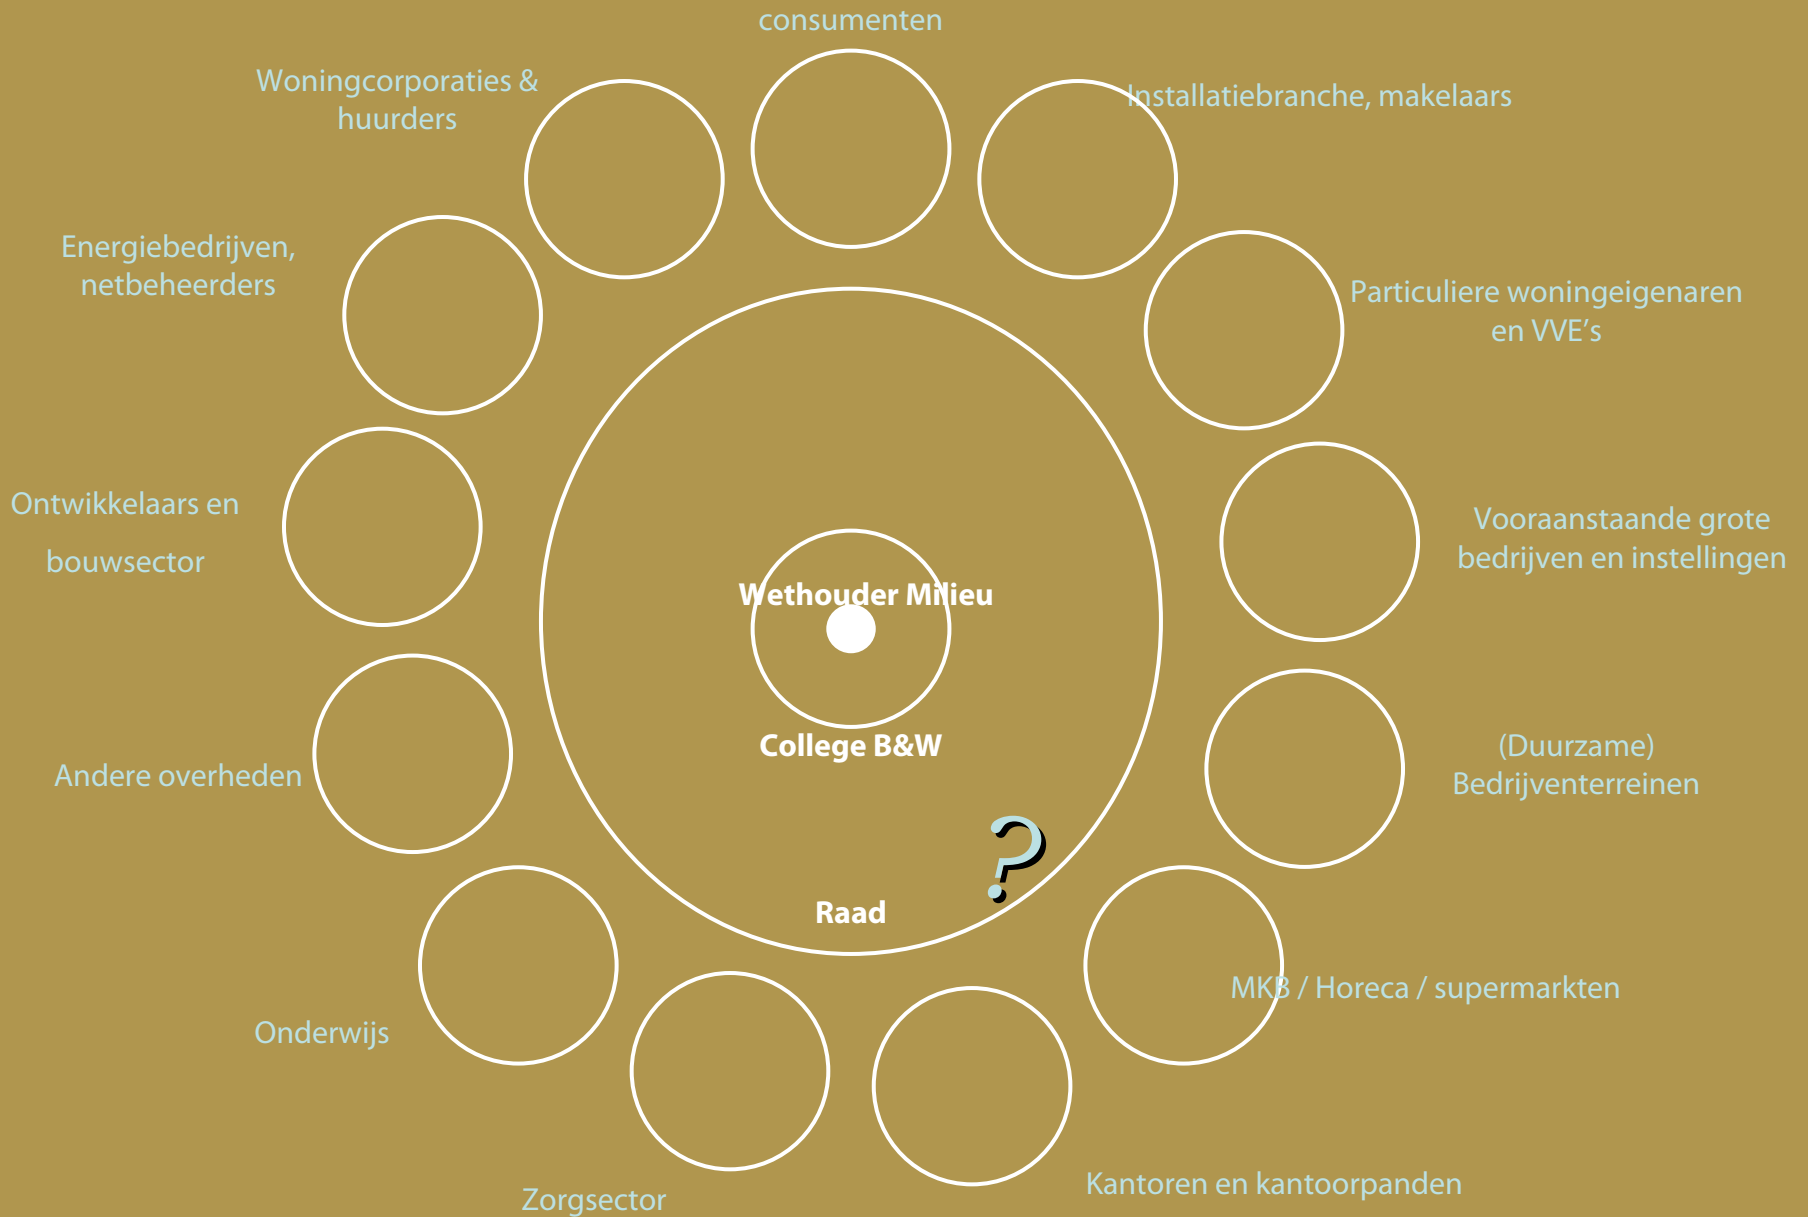 consumenten
Woningcorporaties &
huurders
Installatiebranche, makelaars
Energiebedrijven,
netbeheerders
Particuliere woningeigenaren
en VVE's
Ontwikkelaars en
bouwsector
Vooraanstaande grote
bedrijven en instellingen
Wethouder Milieu
College B&W
(Duurzame)
Bedrijventerreinen
Andere overheden
?
Raad
MKB / Horeca / supermarkten
Onderwijs
Kantoren en kantoorpanden
Zorgsector